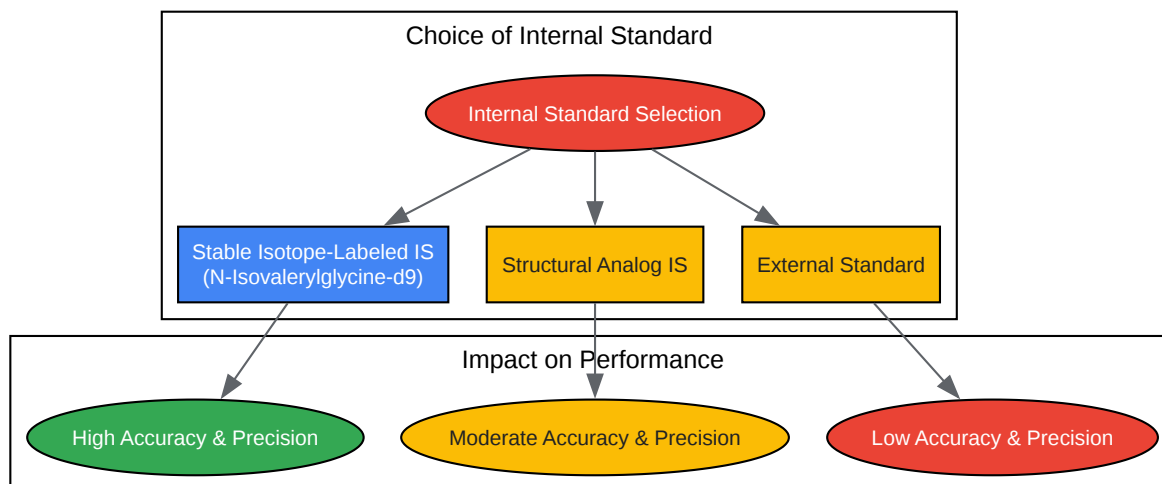 Choice of Internal Standard
Internal Standard Selection
Stable Isotope-Labeled IS
(N-Isovalerylglycine-d9)
Structural Analog IS
External Standard
Impact on Performance
High Accuracy & Precision
Moderate Accuracy & Precision
Low Accuracy & Precision